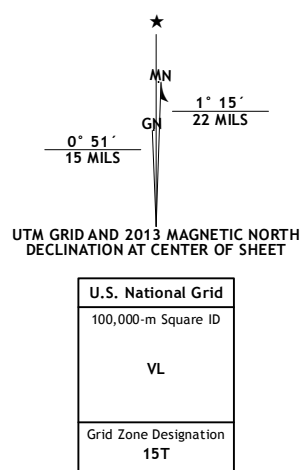 ★
MN
1° 15´
22 MILS
GN
0° 51´
15 MILS
UTM GRID AND 2013 MAGNETIC NORTH
DECLINATION AT CENTER OF SHEET
U.S. National Grid
100,000-m Square ID
VL
Grid Zone Designation
15T